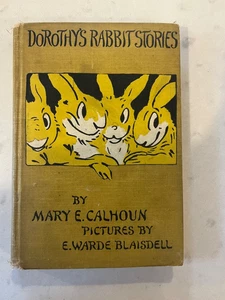 DOROTHY'S RABBIT STORIES
BY
MARY E. CALHOUN
PICTURES BY
E. WARDE BLAISDELL